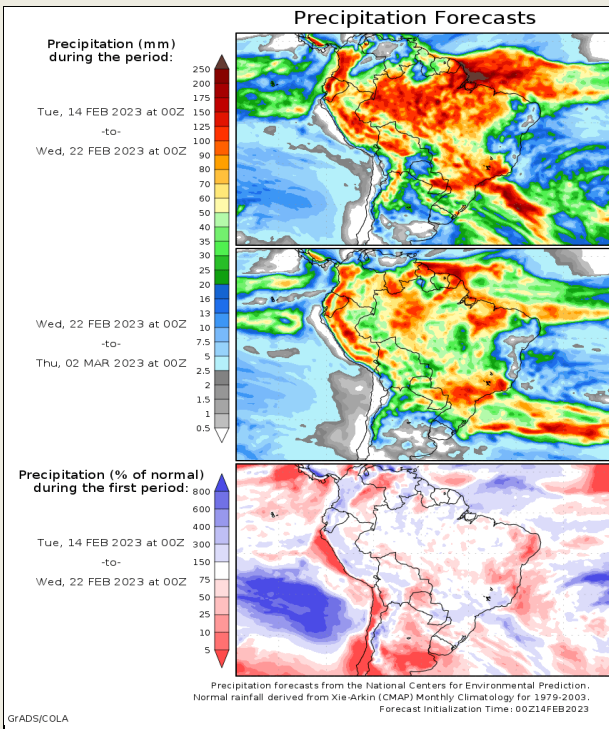 Precipitation Forecasts
Precipitation (mm)
during the period:
Tue, 14 FEB 2023 at 00Z
-to-
Wed, 22 FEB 2023 at 00Z
250
200
175
150
125
100
90
80
70
60
50
40
35
30
25
20
16
13
10
7.5
5
2.5
2
1.5
1
0.5
Wed, 22 FEB 2023 at 00Z
-to-
Thu, 02 MAR 2023 at 00Z
Precipitation (% of normal)
during the first period:
Tue, 14 FEB 2023 at 00Z
-to-
Wed, 22 FEB 2023 at 00Z
800
600
400
300
150
75
50
25
10
5
Precipitation forecasts from the National Centers for Environmental Prediction.
Normal rainfall derived from Xie-Arkin (CMAP) Monthly Climatology for 1979-2003.
Forecast Initialization Time: 00Z14FEB2023
GrADS/COLA